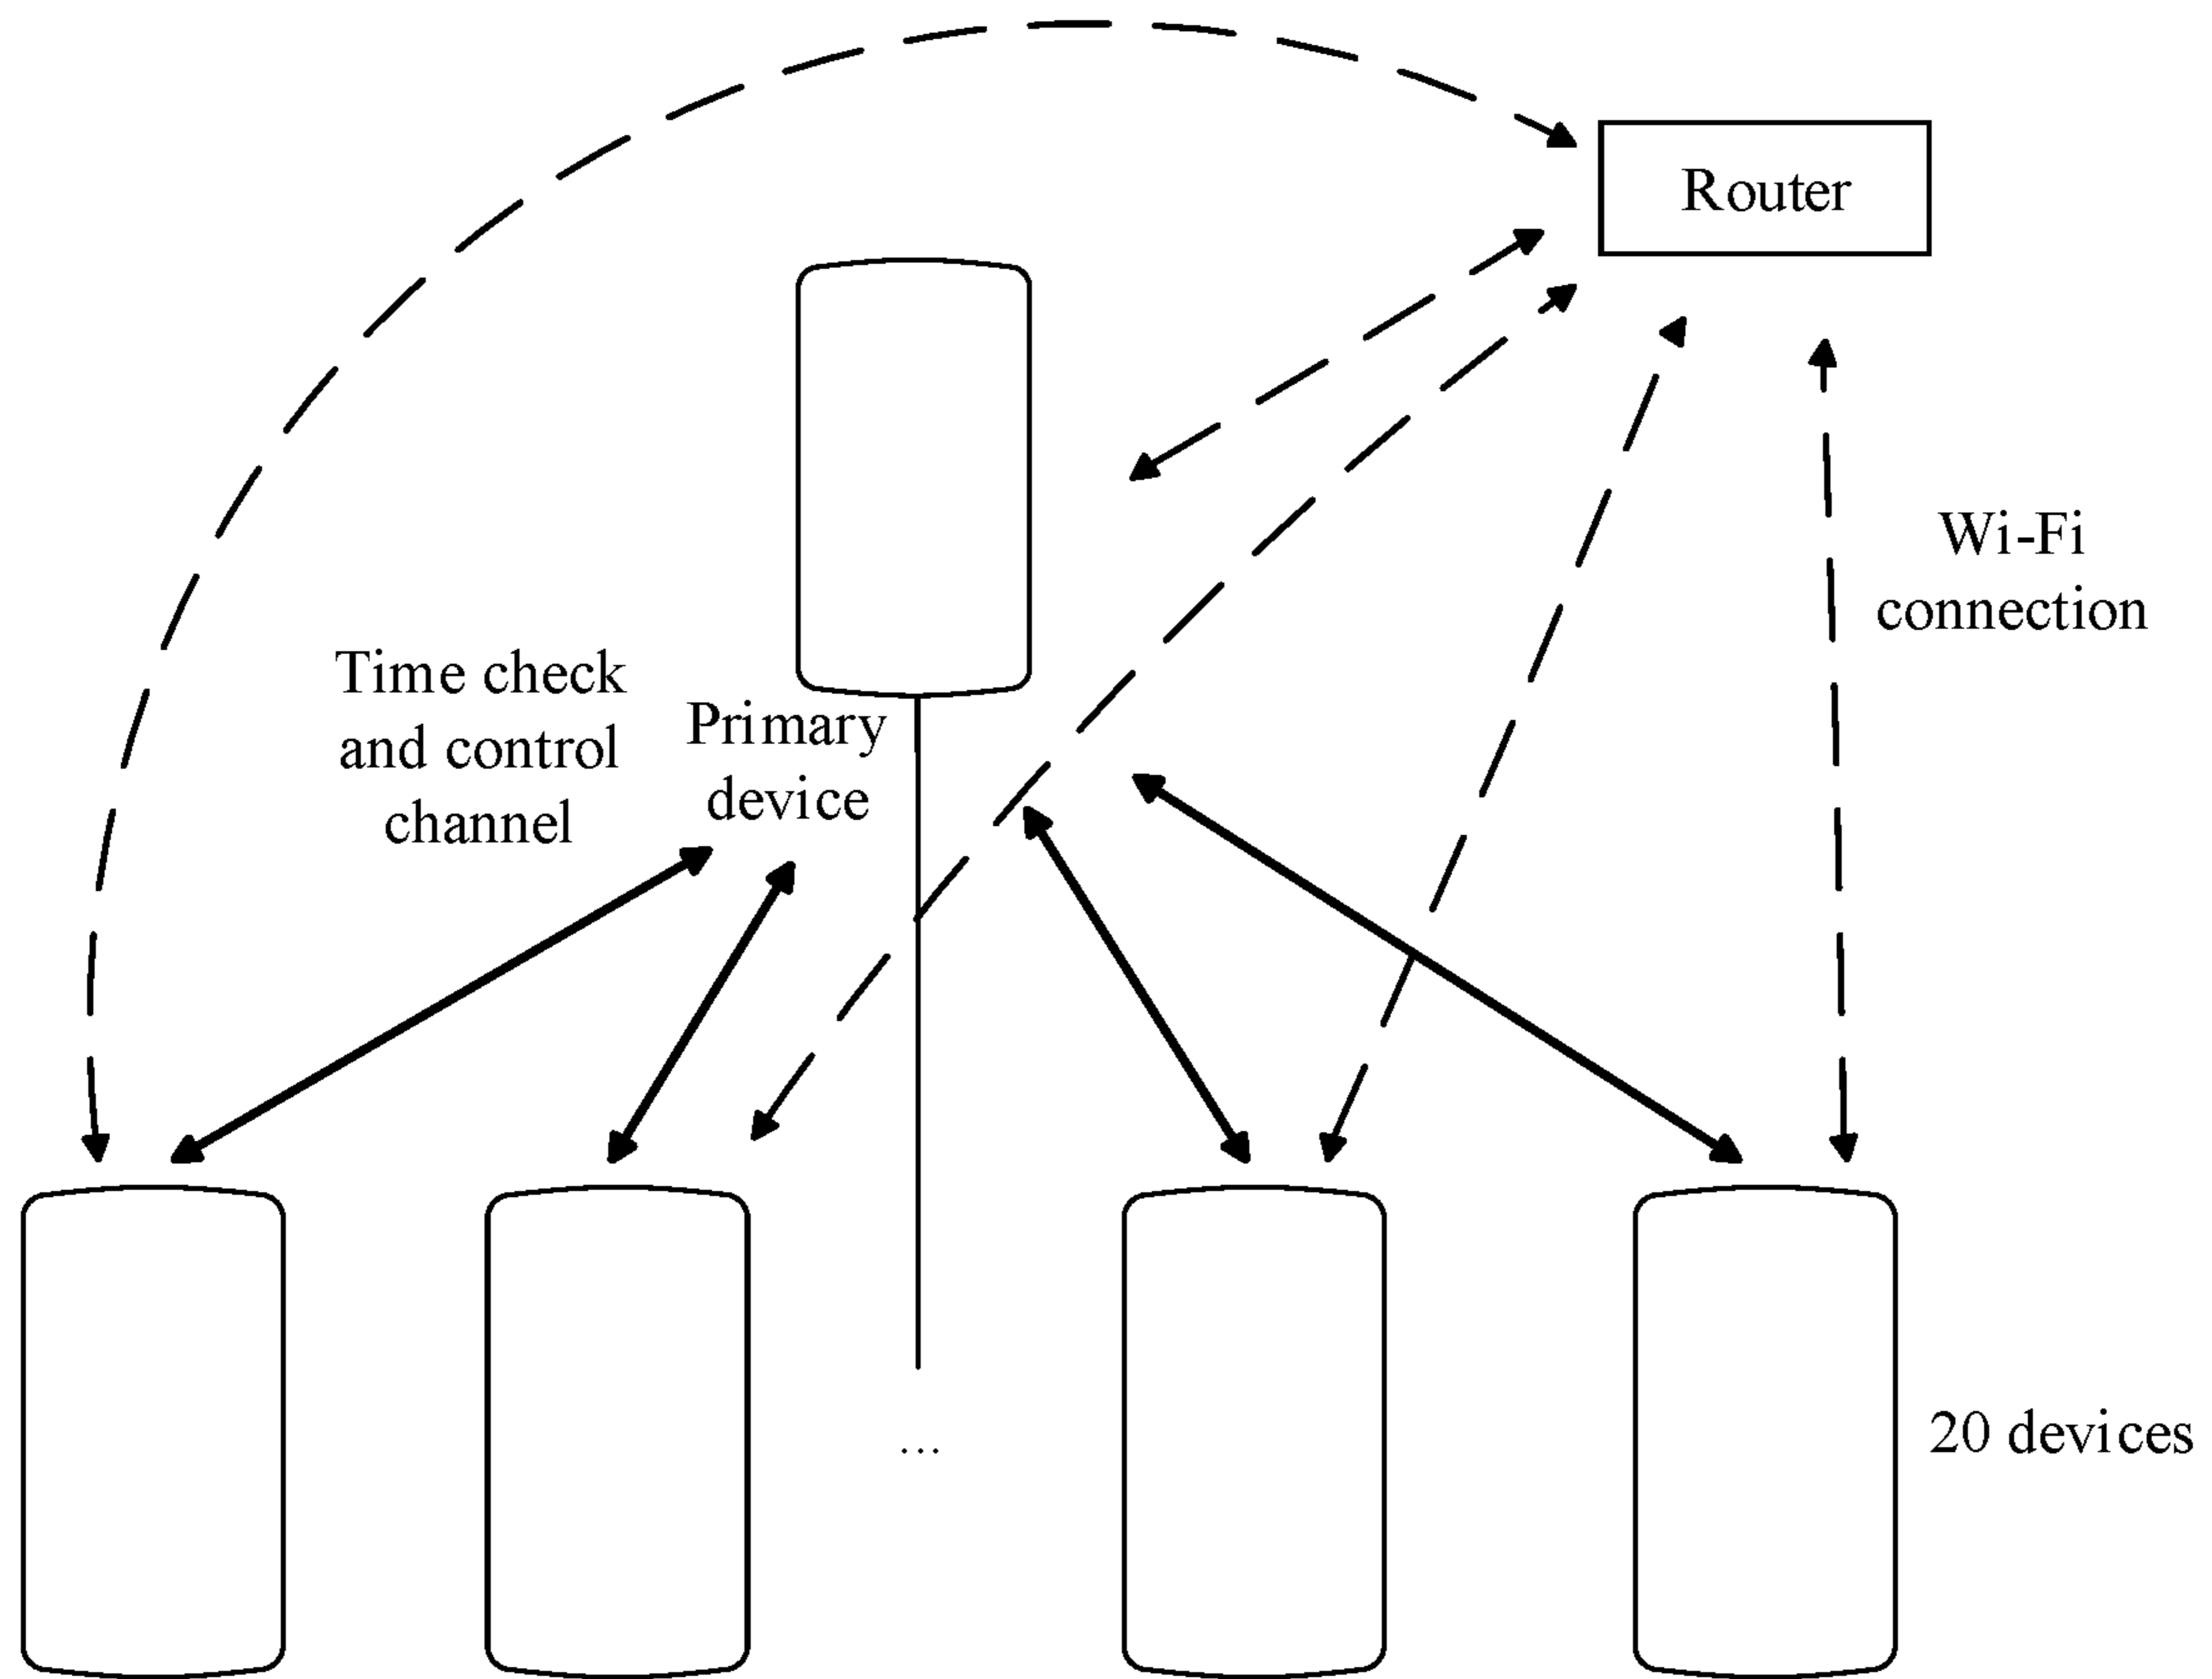 Router
Wi-Fi
connection
Time check
and control
channel
Primary
device
...
20 devices